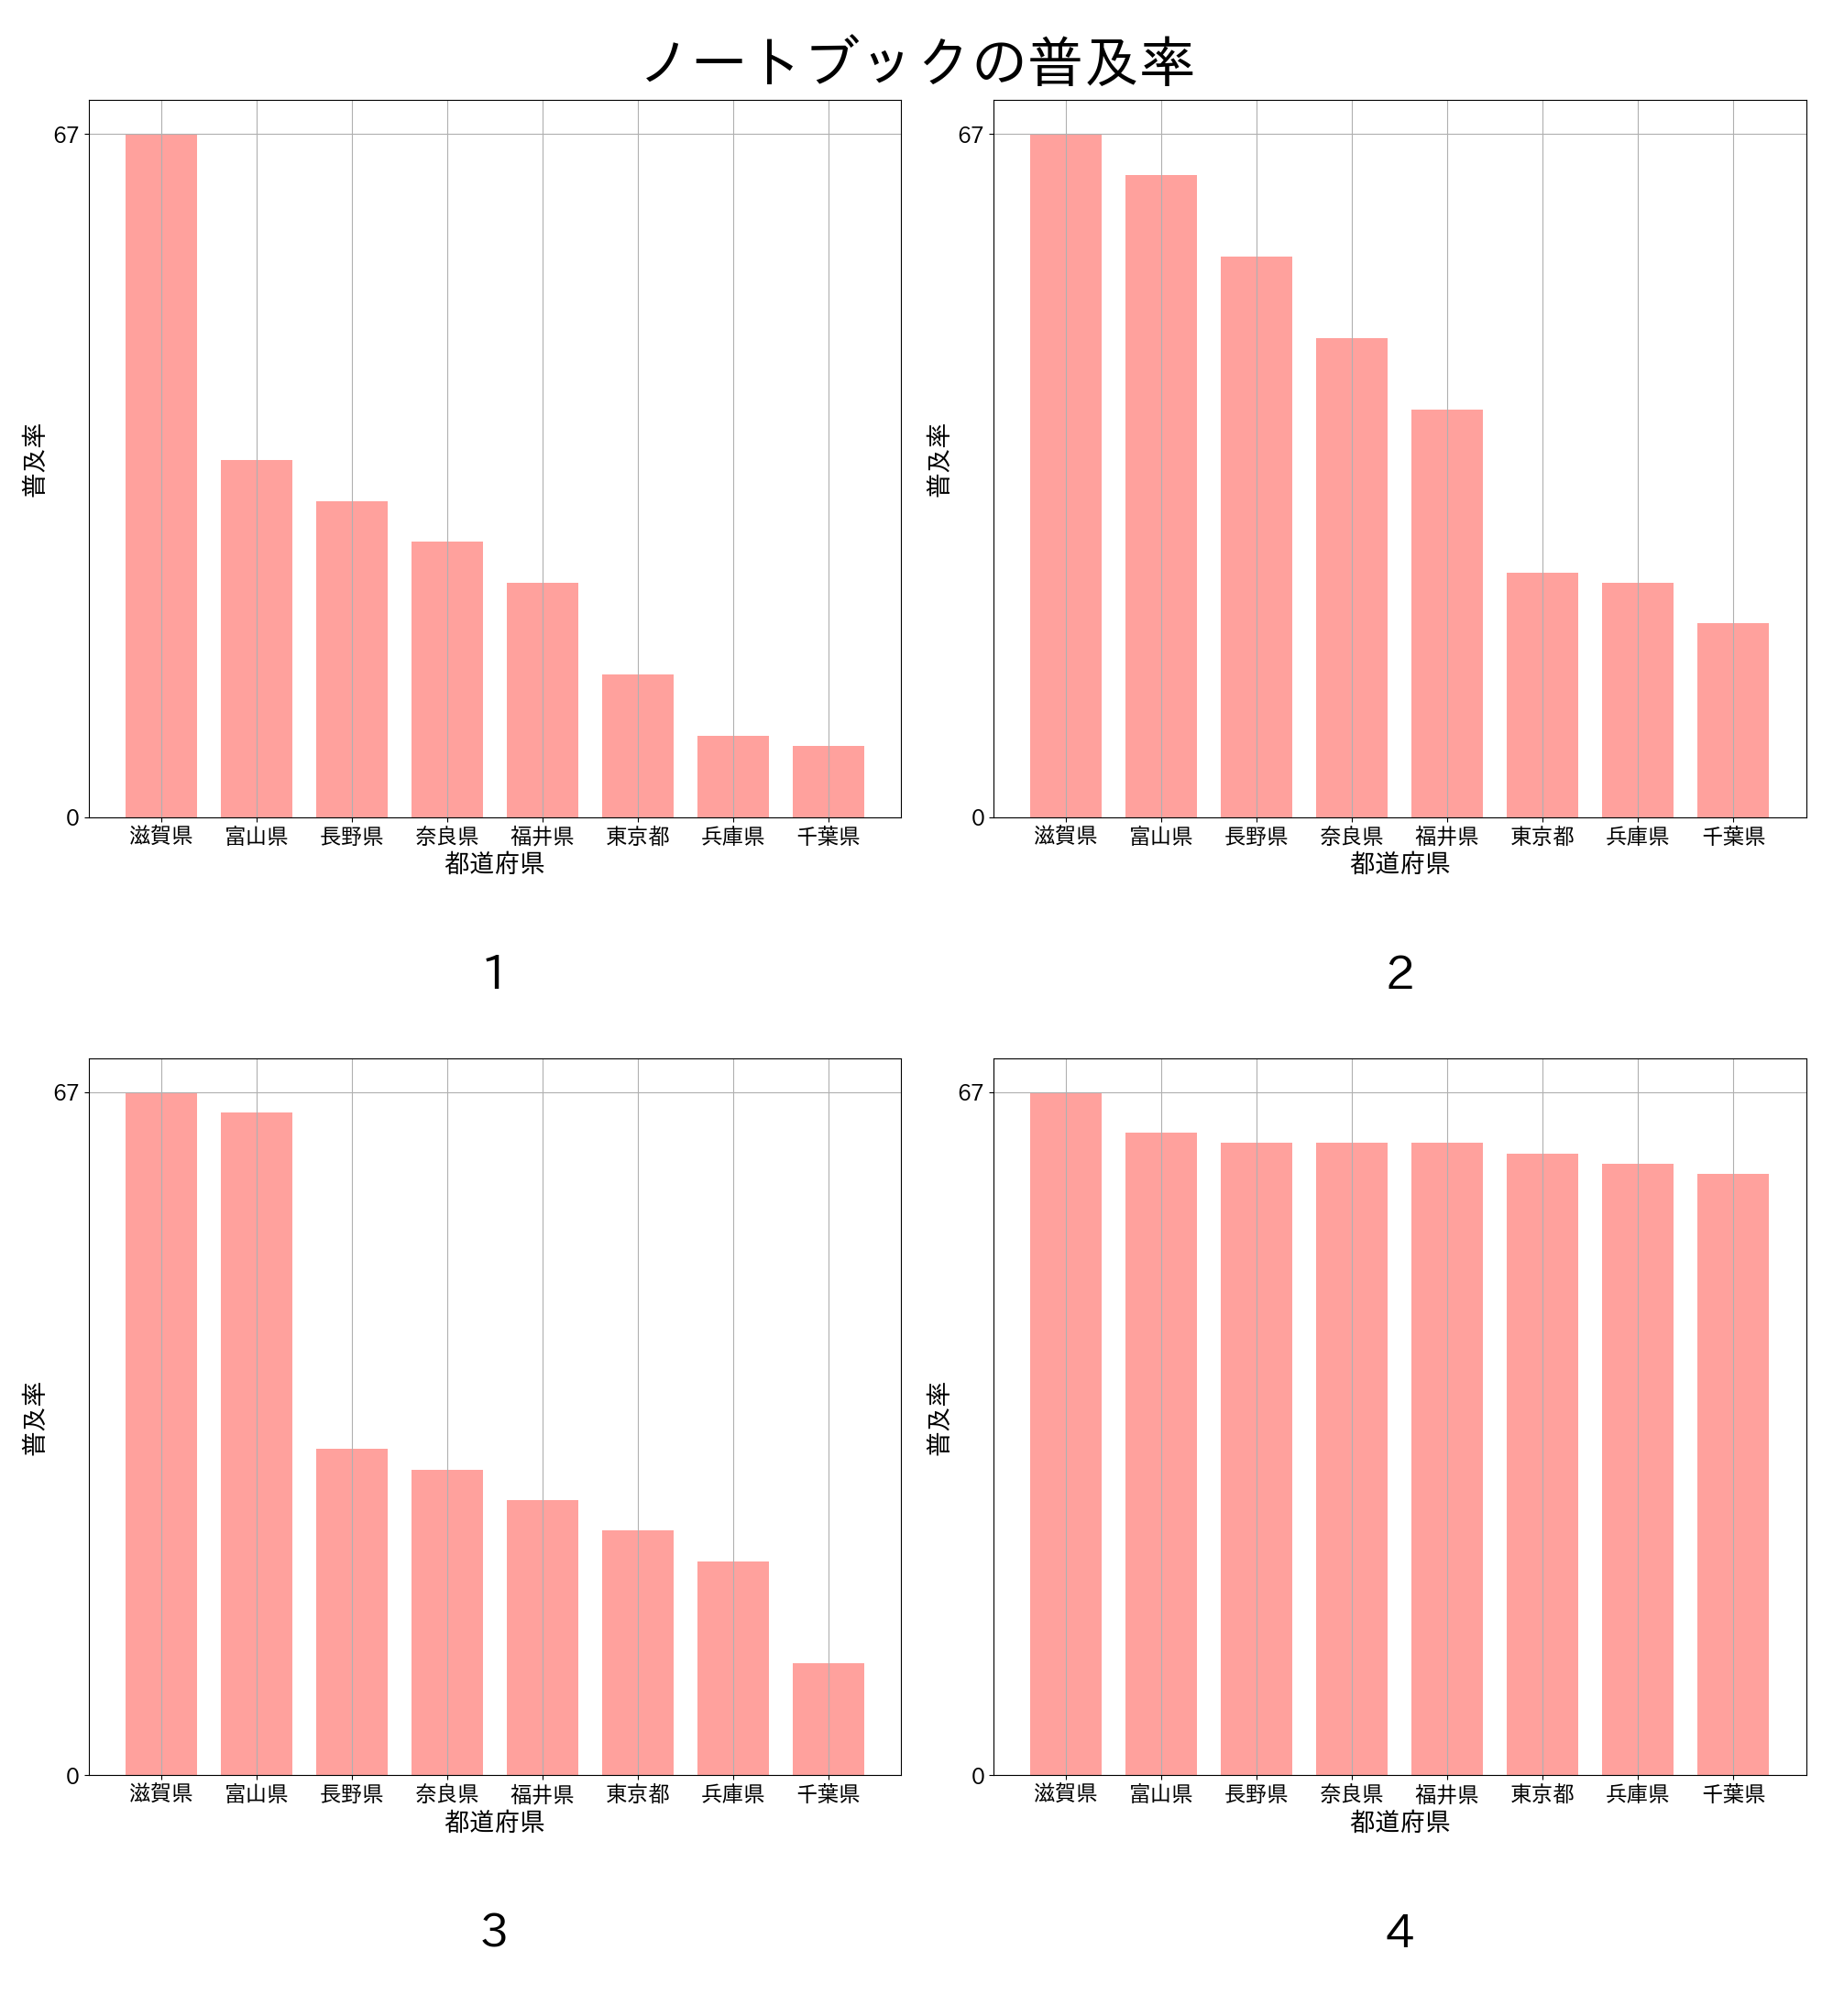 ノートブックの普及率
67
0
普及率
滋賀県 富山県 長野県 奈良県 福井県 東京都 兵庫県 千葉県
都道府県
1
67
0
普及率
滋賀県 富山県 長野県 奈良県 福井県 東京都 兵庫県 千葉県
都道府県
2
67
0
普及率
滋賀県 富山県 長野県 奈良県 福井県 東京都 兵庫県 千葉県
都道府県
3
67
0
普及率
滋賀県 富山県 長野県 奈良県 福井県 東京都 兵庫県 千葉県
都道府県
4